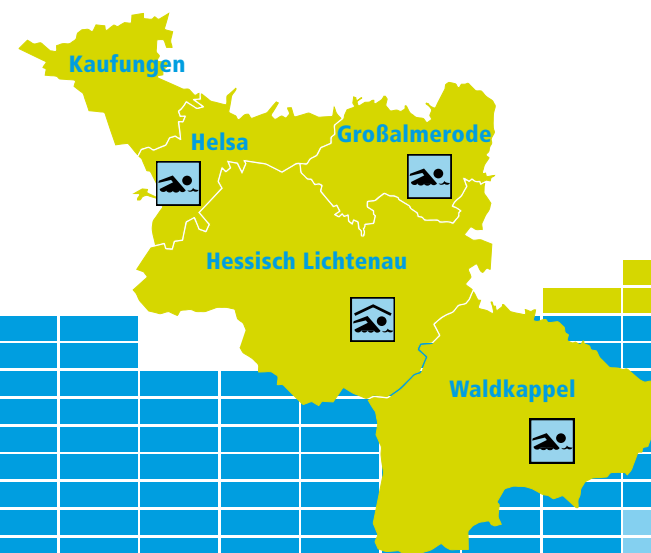 Kaufungen
Helsa
Großalmerode
Hessisch Lichtenau
Waldkappel